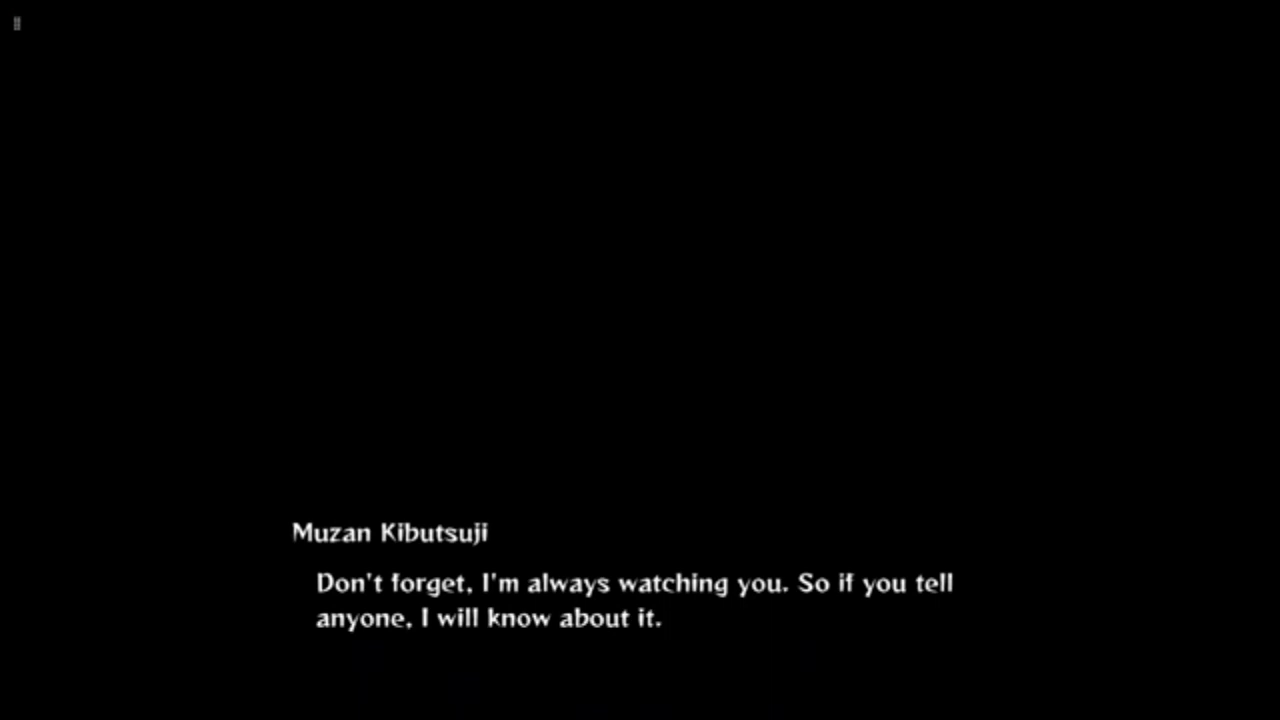 Muzan Kibutsuji
Don't forget, I'm always watching you. So if you tell
anyone, I will know about it.